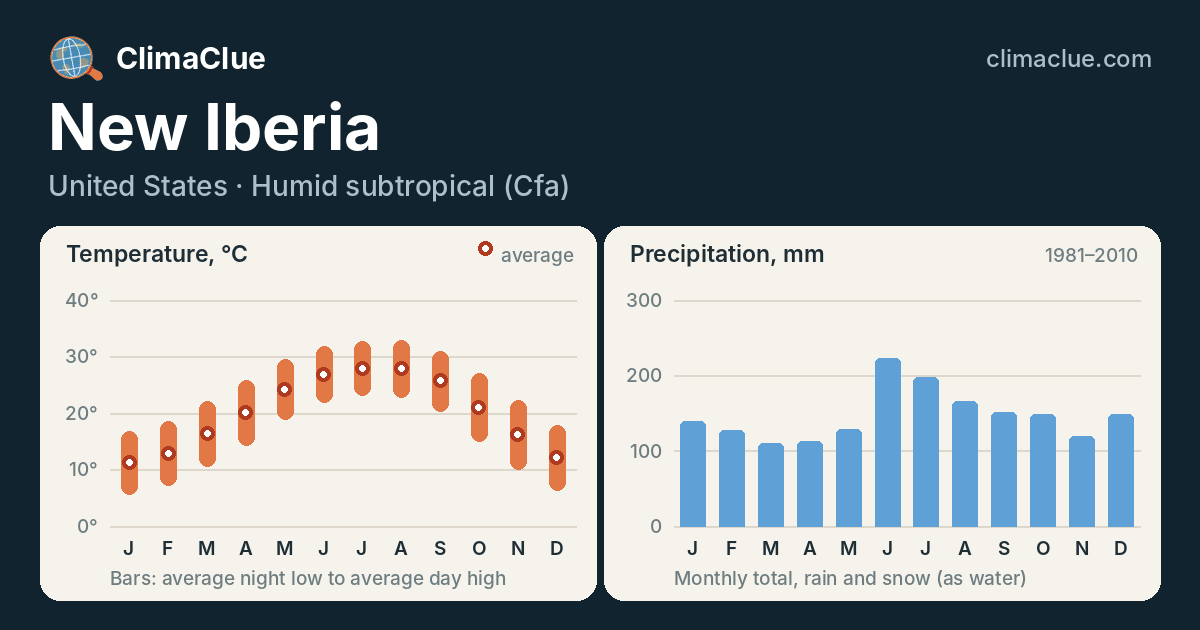 ClimaClue
climaclue.com
New Iberia
United States · Humid subtropical (Cfa)
Temperature, °C
average
40°
30°
20°
10°
0°
J F M A M J J A S O N D
Bars: average night low to average day high
Precipitation, mm
1981–2010
300
200
100
0
J F M A M J J A S O N D
Monthly total, rain and snow (as water)